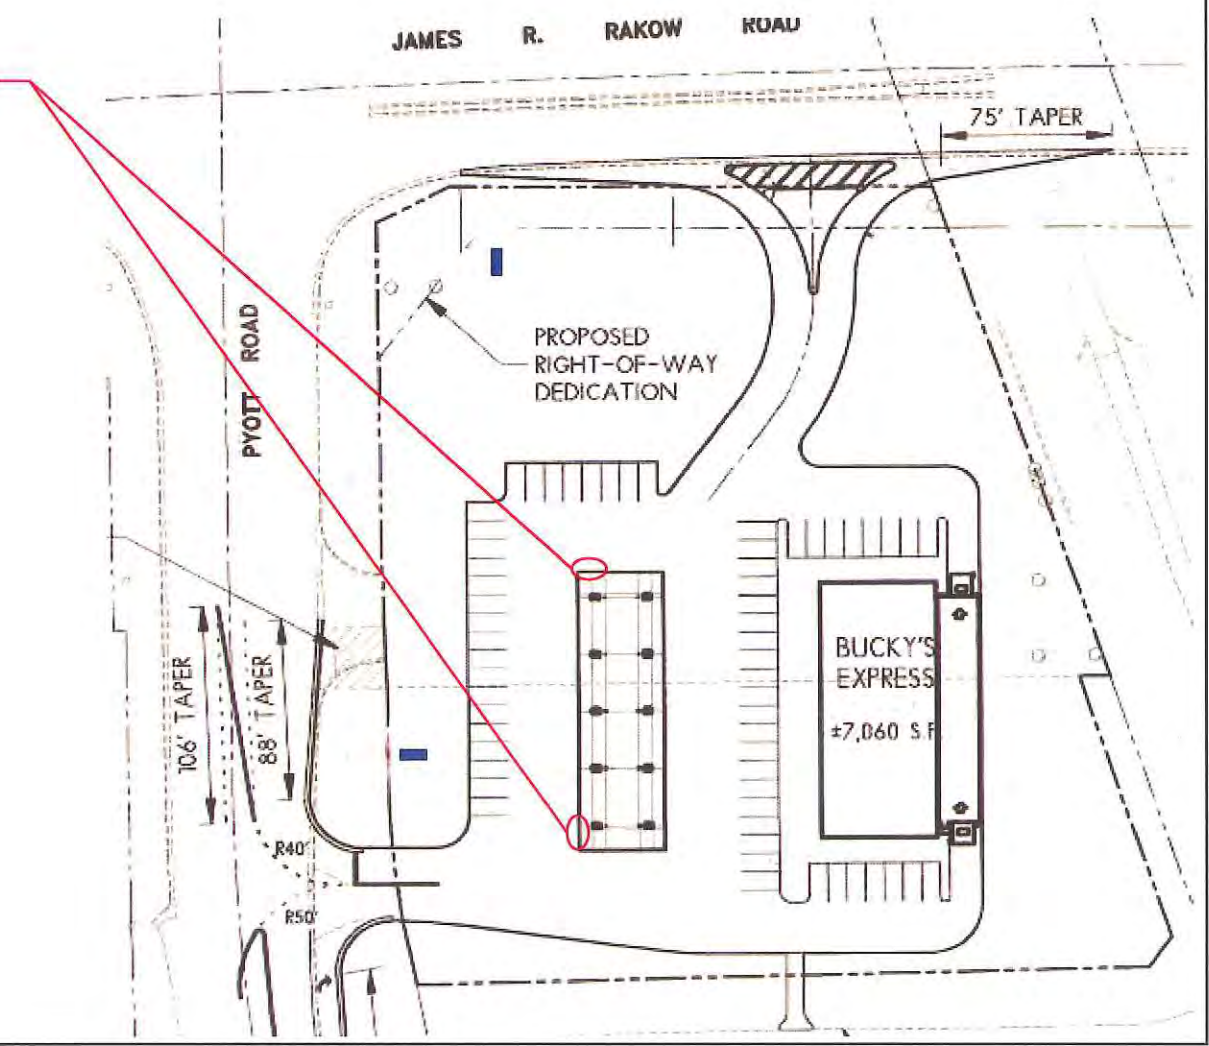 JAMES R. RAKOW ROAD
75' TAPER
PROPOSED
RIGHT-OF-WAY
DEDICATION
PYOTT ROAD
BUCKY'S
EXPRESS
±7,060 S.F
106' TAPER
88' TAPER
R40'
R50'